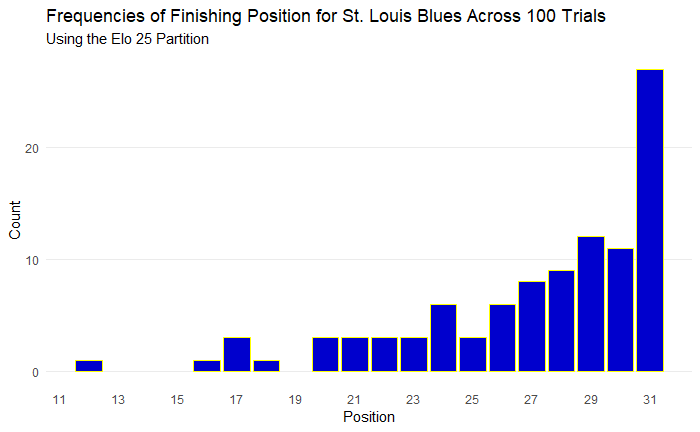 Frequencies of Finishing Position for St. Louis Blues Across 100 Trials
Using the Elo 25 Partition
Count
20
10
0
11 13 15 17 19 21 23 25 27 29 31
Position